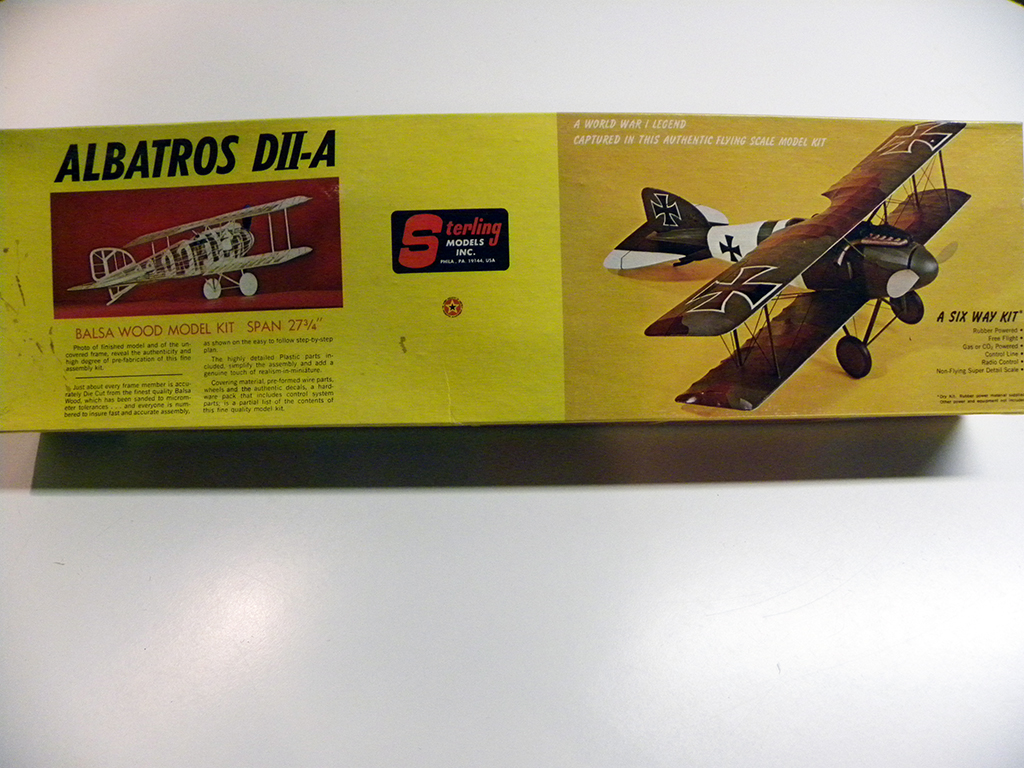 ALBATROS DII-A
BALSA WOOD MODEL KIT SPAN 27¾"
Photo of finished model and of the un-
covered frame, reveal the authenticity and
high degree of pre-fabrication of this fine
assembly kit.
Just about every frame member is accu-
rately Die Cut from the finest quality Balsa
Wood, which has been sanded to microm-
eter tolerances . . . and everyone is num-
bered to insure fast and accurate assembly,
as shown on the easy to follow step-by-step
plan.
The highly detailed Plastic parts in-
cluded, simplify the assembly and add a
genuine touch of realism-in-miniature.
Covering material, pre-formed wire parts,
wheels and the authentic decals, a hard-
ware pack that includes control system
parts, is a partial list of the contents of
this fine quality model kit.
Sterling
MODELS
INC.
PHILA., PA. 19144, USA
A WORLD WAR I LEGEND
CAPTURED IN THIS AUTHENTIC FLYING SCALE MODEL KIT
A SIX WAY KIT*
Rubber Powered •
Free Flight •
Gas or CO₂ Powered •
Control Line •
Radio Control •
Non-Flying Super Detail Scale •